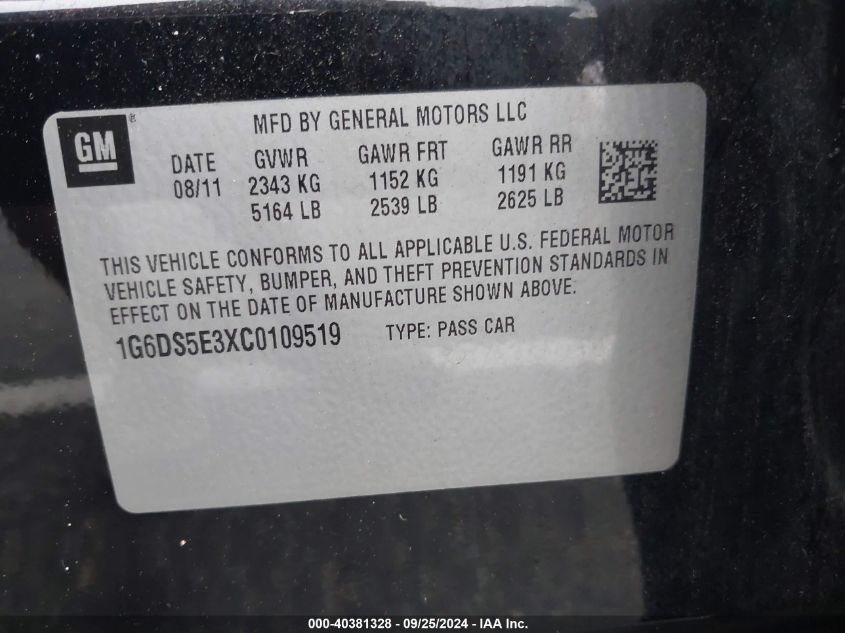 GM ®
MFD BY GENERAL MOTORS LLC
DATE GVWR GAWR FRT GAWR RR
08/11 2343 KG 1152 KG 1191 KG
5164 LB 2539 LB 2625 LB
THIS VEHICLE CONFORMS TO ALL APPLICABLE U.S. FEDERAL MOTOR
VEHICLE SAFETY, BUMPER, AND THEFT PREVENTION STANDARDS IN
EFFECT ON THE DATE OF MANUFACTURE SHOWN ABOVE.
1G6DS5E3XC0109519 TYPE: PASS CAR
000-40381328 - 09/25/2024 - IAA Inc.